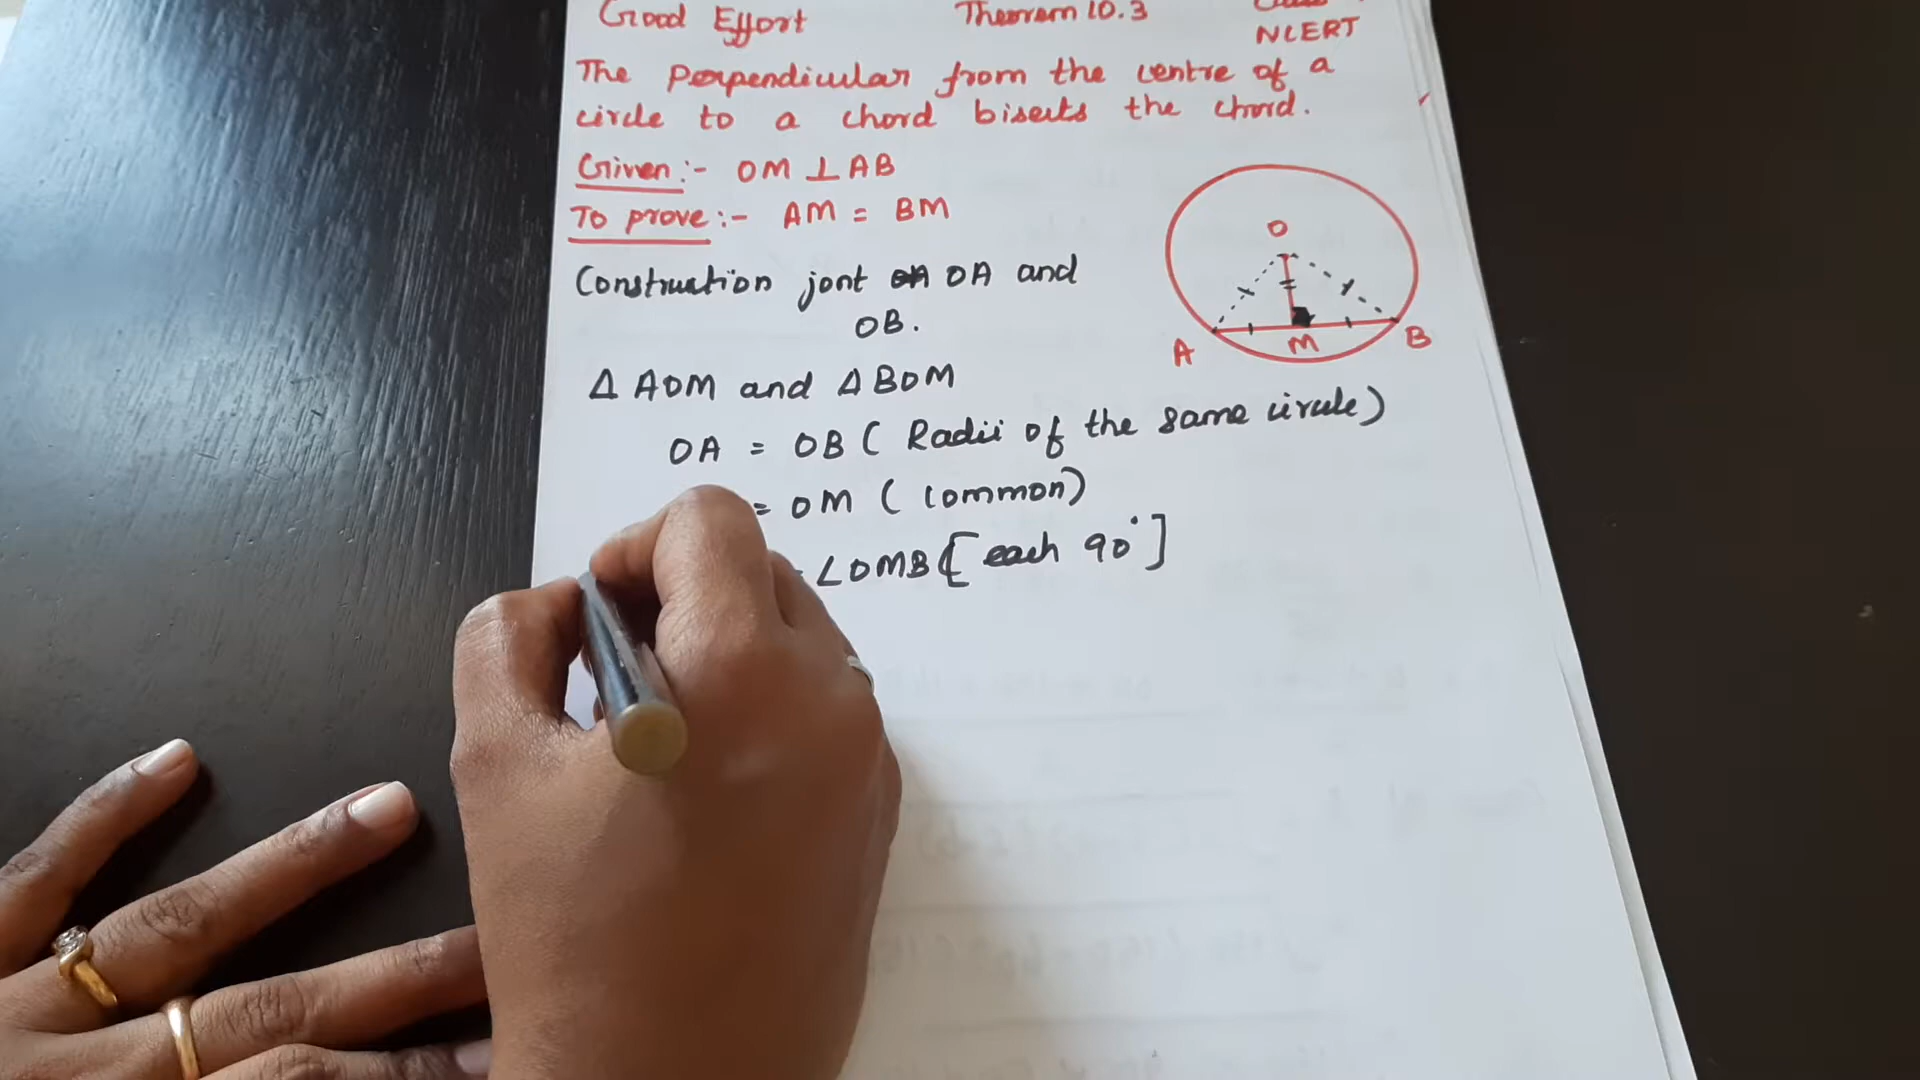 Good Effort Theorem 10.3
NCERT
The Perpendicular from the centre of a
circle to a chord bisects the chord.
Given:- OM ⊥ AB
To prove:- AM = BM
Construction jont OA and
OB.
O
A M B
Δ AOM and Δ BOM
OA = OB ( Radii of the same circle)
= OM ( common)
= ∠OMB [each 90°]